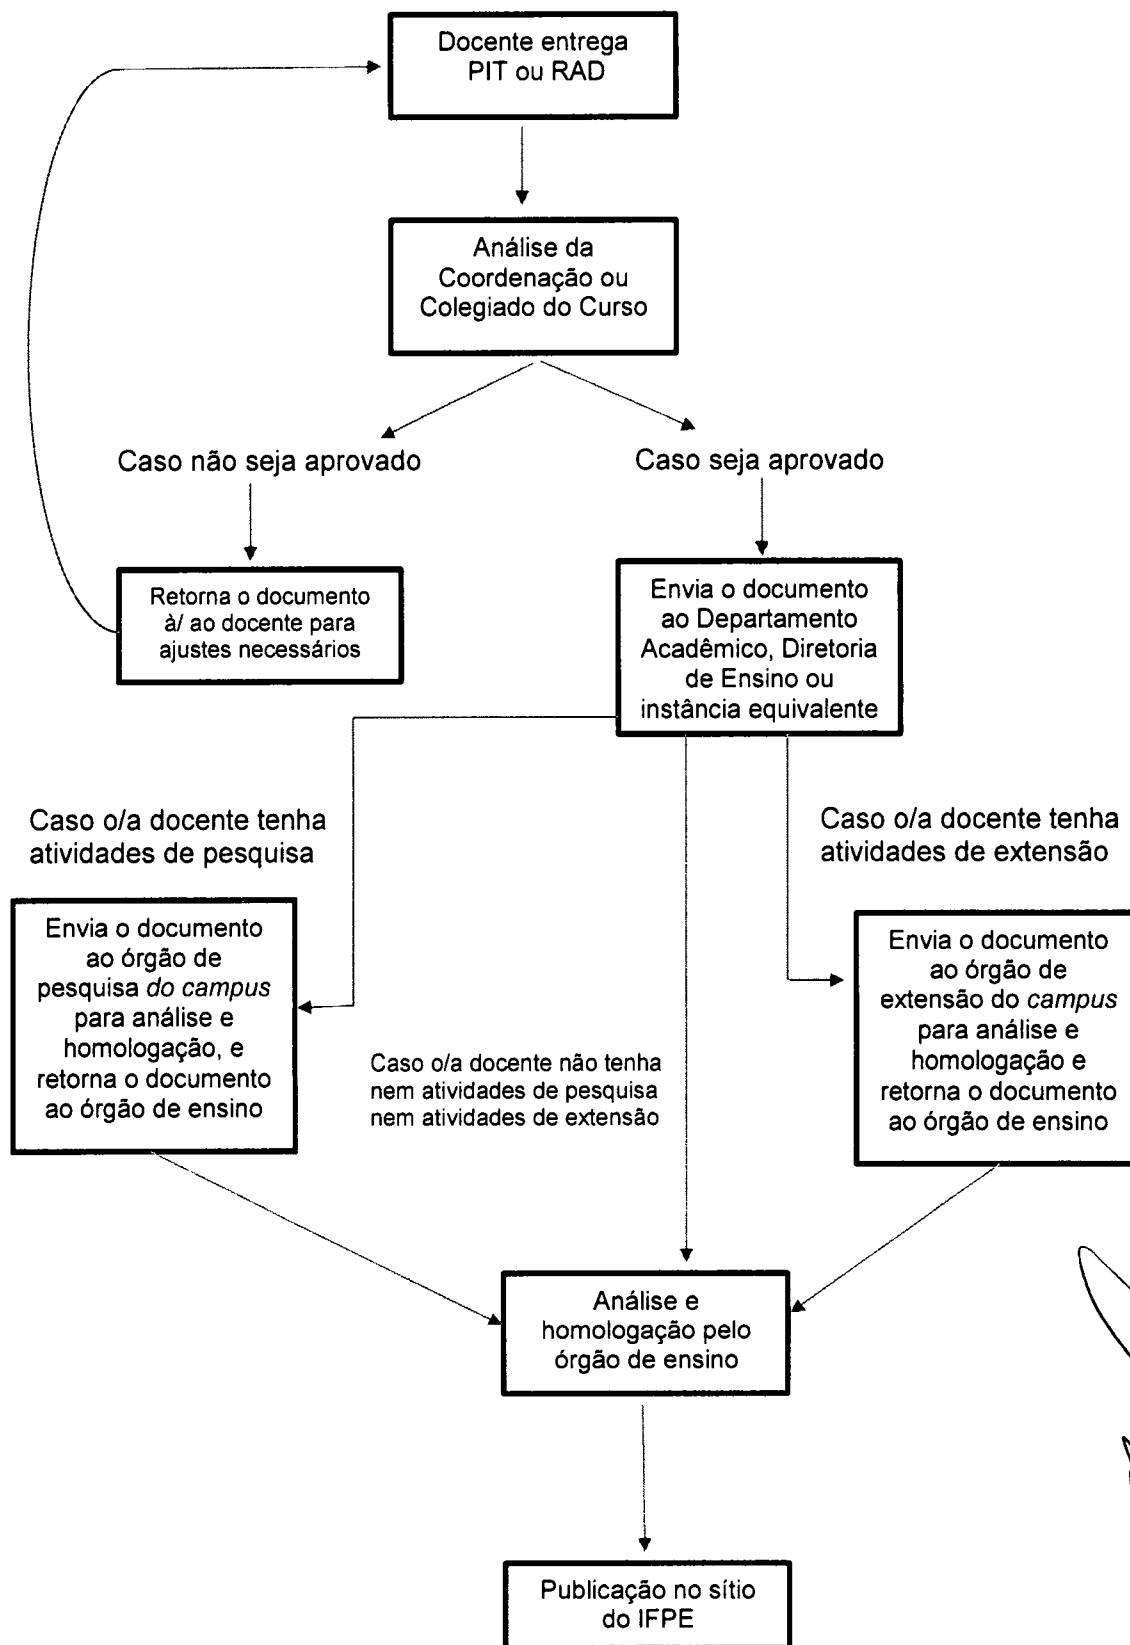 Docente entrega
PIT ou RAD
Análise da
Coordenação ou
Colegiado do Curso
Caso não seja aprovado
Caso seja aprovado
Retorna o documento
à/ ao docente para
ajustes necessários
Envia o documento
ao Departamento
Acadêmico, Diretoria
de Ensino ou
instância equivalente
Caso o/a docente tenha
atividades de pesquisa
Caso o/a docente tenha
atividades de extensão
Envia o documento
ao órgão de
pesquisa do campus
para análise e
homologação, e
retorna o documento
ao órgão de ensino
Caso o/a docente não tenha
nem atividades de pesquisa
nem atividades de extensão
Envia o documento
ao órgão de
extensão do campus
para análise e
homologação e
retorna o documento
ao órgão de ensino
Análise e
homologação pelo
órgão de ensino
Publicação no sítio
do IFPE